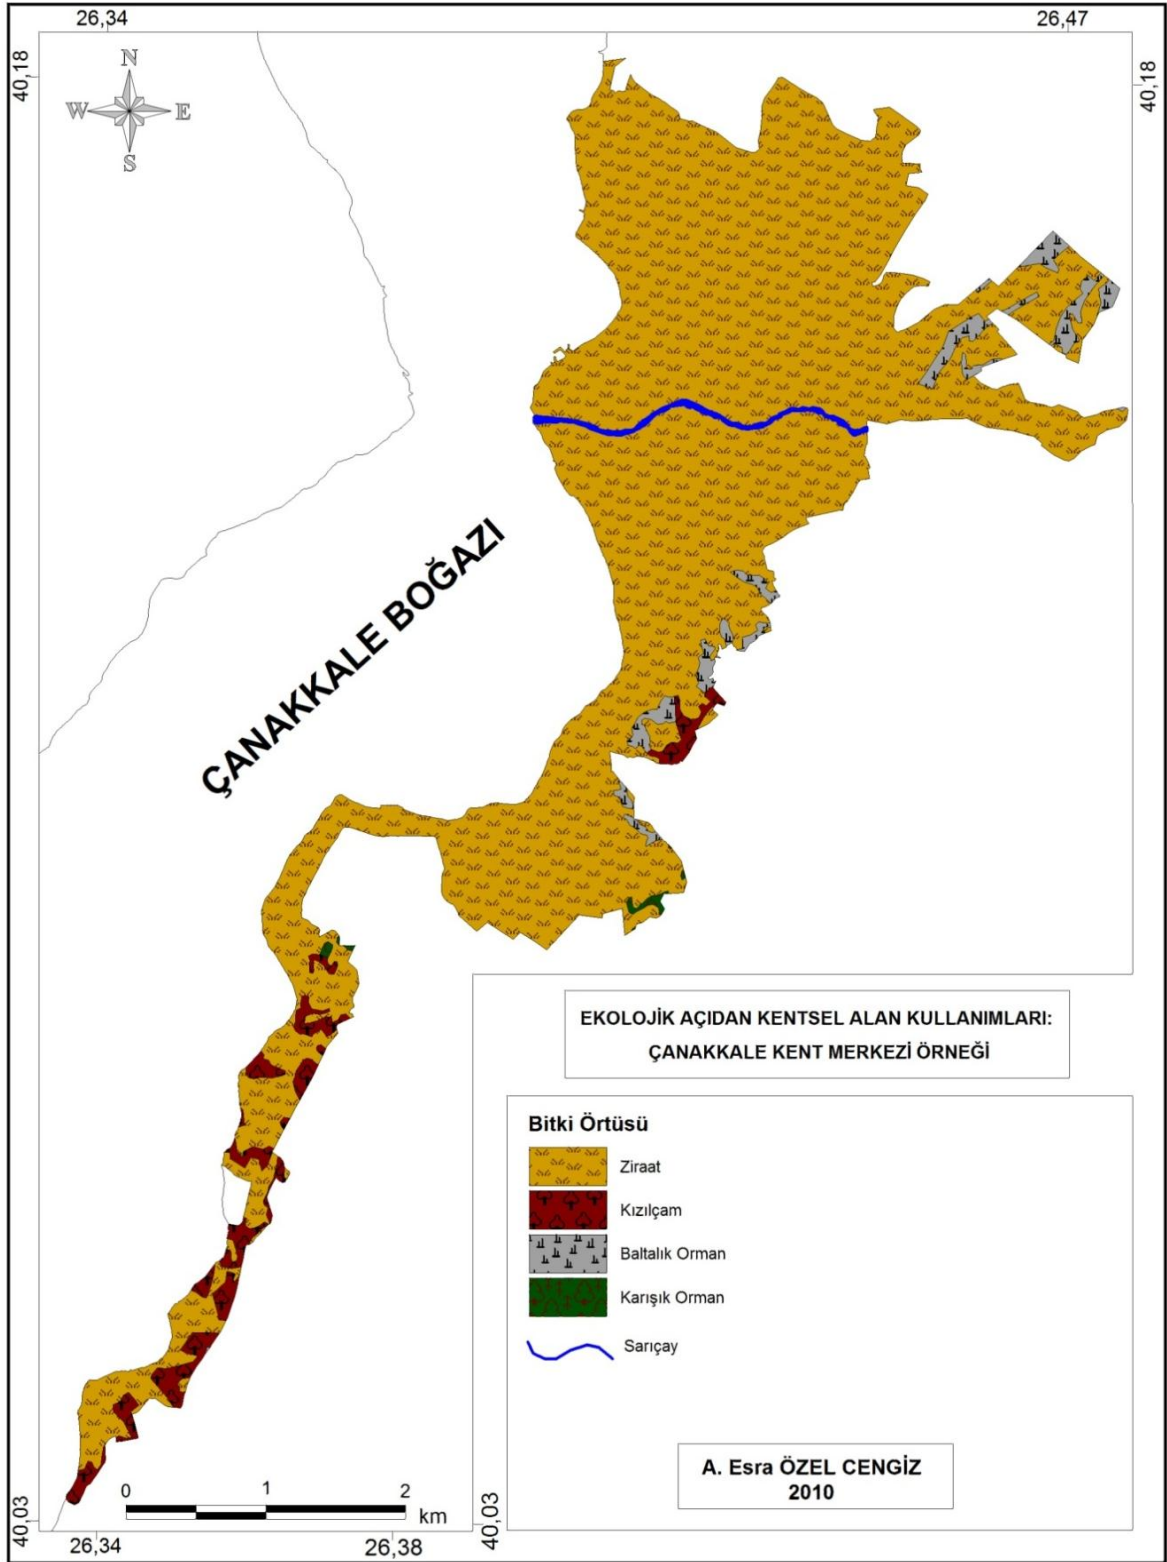 26,34
26,47
40,18
40,18
N
W
E
S
ÇANAKKALE BOĞAZI
EKOLOJİK AÇIDAN KENTSEL ALAN KULLANIMLARI:
ÇANAKKALE KENT MERKEZİ ÖRNEĞİ
Bitki Örtüsü
Ziraat
Kızılçam
Baltalık Orman
Karışık Orman
Sarıçay
A. Esra ÖZEL CENGİZ
2010
0 1 2
km
40,03
40,03
26,34
26,38